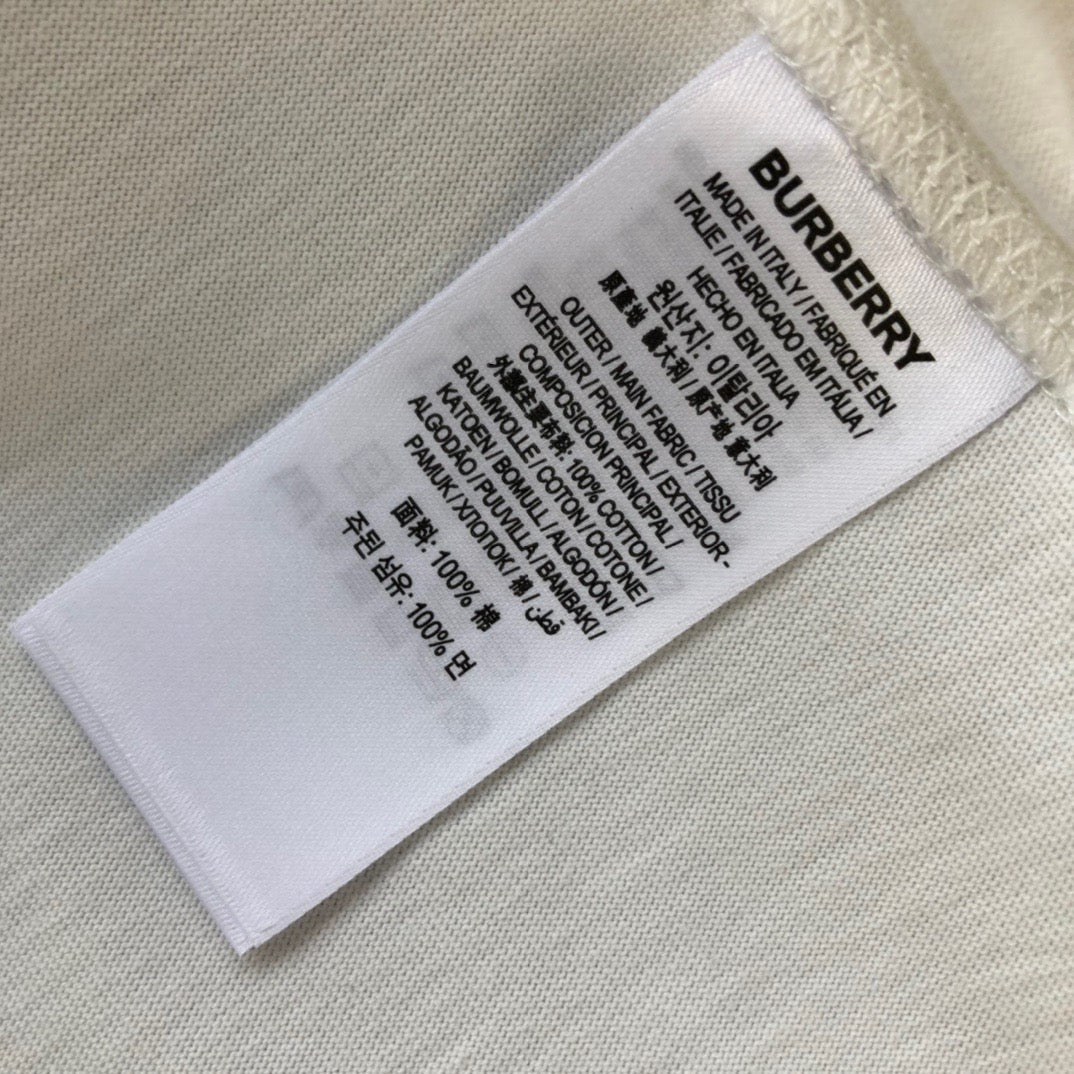 BURBERRY
MADE IN ITALY / FABRIQUÉ EN
ITALIE / FABRICADO EM ITÁLIA /
HECHO EN ITALIA
원산지: 이탈리아
原產地 義大利 / 原产地 意大利
OUTER / MAIN FABRIC / TISSU
EXTÉRIEUR / PRINCIPAL / EXTERIOR -
COMPOSICION PRINCIPAL /
外製主要布料: 100% COTTON /
BAUMWOLLE / COTON / COTONE /
KATOEN / BOMULL / ALGODÓN /
ALGODÃO / PUUVILLA / BAMBAKI /
PAMUK / ΧΤΟΠΟΚ / 棉 / قطن
面料: 100% 棉
주된 섬유: 100% 면